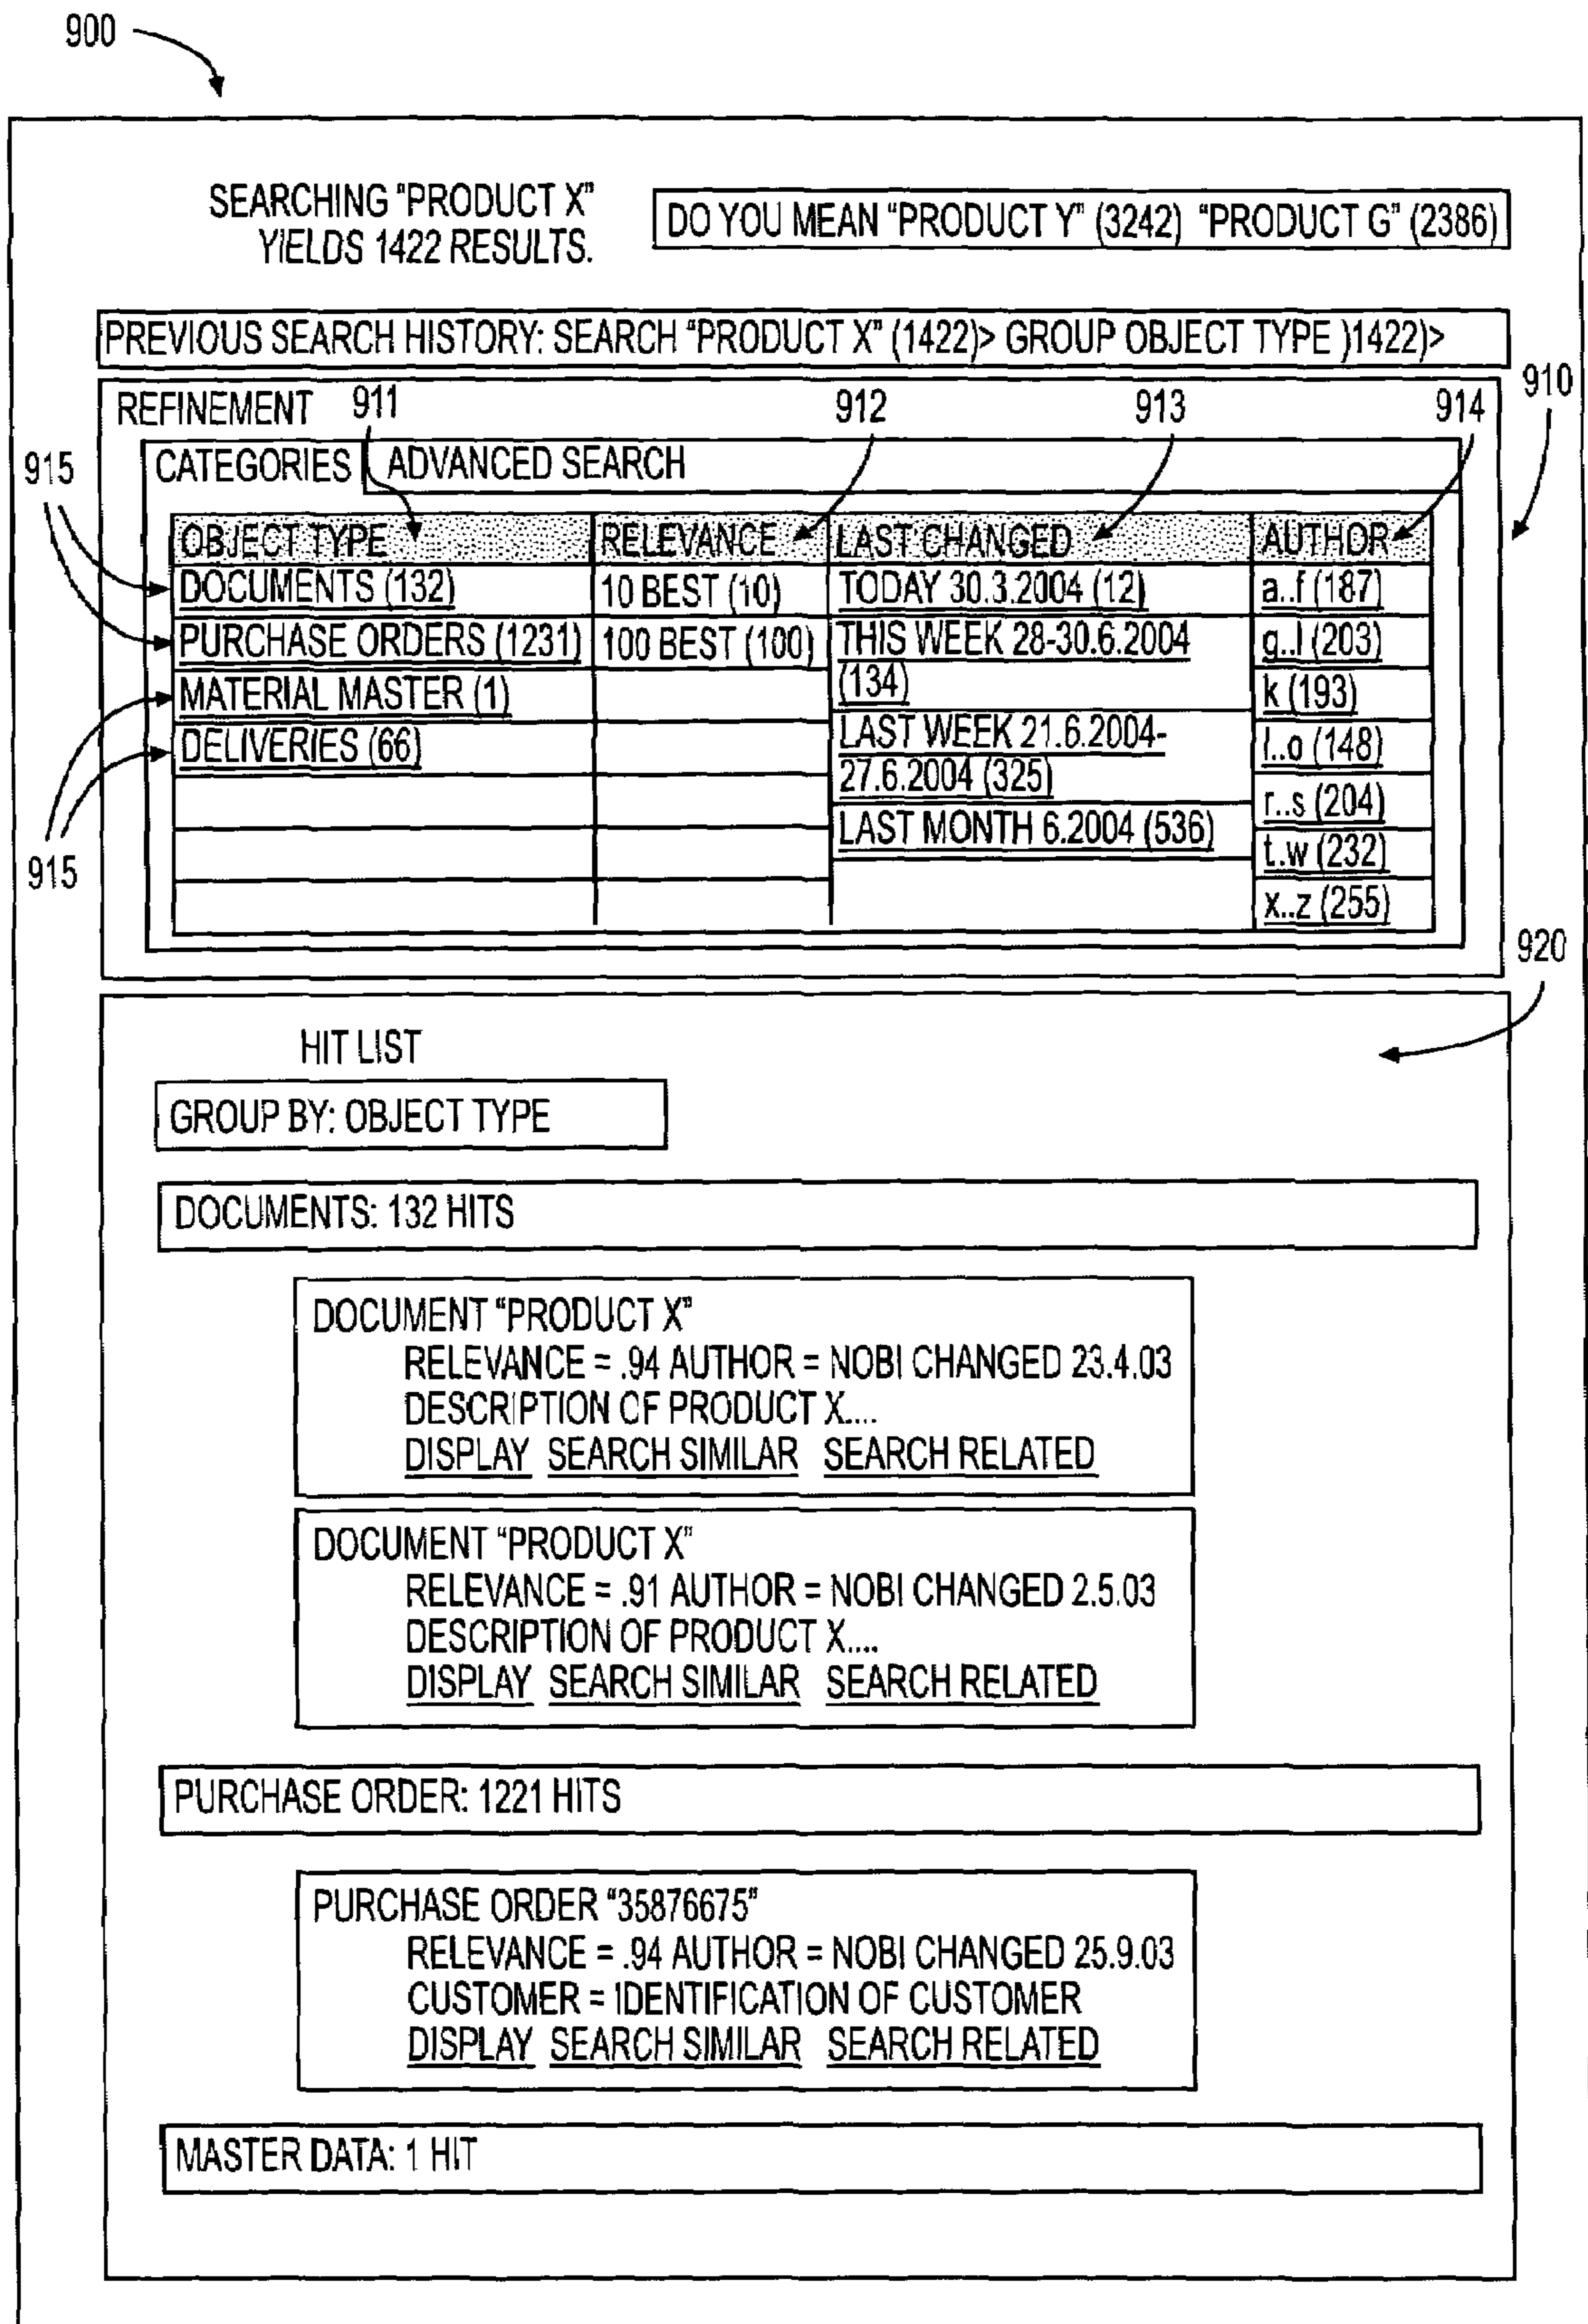 900
SEARCHING "PRODUCT X"
YIELDS 1422 RESULTS.
DO YOU MEAN "PRODUCT Y" (3242) "PRODUCT G" (2386)
PREVIOUS SEARCH HISTORY: SEARCH "PRODUCT X" (1422)> GROUP OBJECT TYPE )1422)>
910
REFINEMENT 911 912 913 914
915
CATEGORIES ADVANCED SEARCH
OBJECT TYPE RELEVANCE LAST CHANGED AUTHOR
DOCUMENTS (132) 10 BEST (10) TODAY 30.3.2004 (12) a..f (187)
PURCHASE ORDERS (1231) 100 BEST (100) THIS WEEK 28-30.6.2004 g..l (203)
MATERIAL MASTER (1) (134) k (193)
DELIVERIES (66) LAST WEEK 21.6.2004- l..o (148)
27.6.2004 (325) r..s (204)
LAST MONTH 6.2004 (536) t.w (232)
915
x..z (255)
920
HIT LIST
GROUP BY: OBJECT TYPE
DOCUMENTS: 132 HITS
DOCUMENT "PRODUCT X"
RELEVANCE = .94 AUTHOR = NOBI CHANGED 23.4.03
DESCRIPTION OF PRODUCT X....
DISPLAY SEARCH SIMILAR SEARCH RELATED
DOCUMENT "PRODUCT X"
RELEVANCE = .91 AUTHOR = NOBI CHANGED 2.5.03
DESCRIPTION OF PRODUCT X....
DISPLAY SEARCH SIMILAR SEARCH RELATED
PURCHASE ORDER: 1221 HITS
PURCHASE ORDER "35876675"
RELEVANCE = .94 AUTHOR = NOBI CHANGED 25.9.03
CUSTOMER = IDENTIFICATION OF CUSTOMER
DISPLAY SEARCH SIMILAR SEARCH RELATED
MASTER DATA: 1 HIT